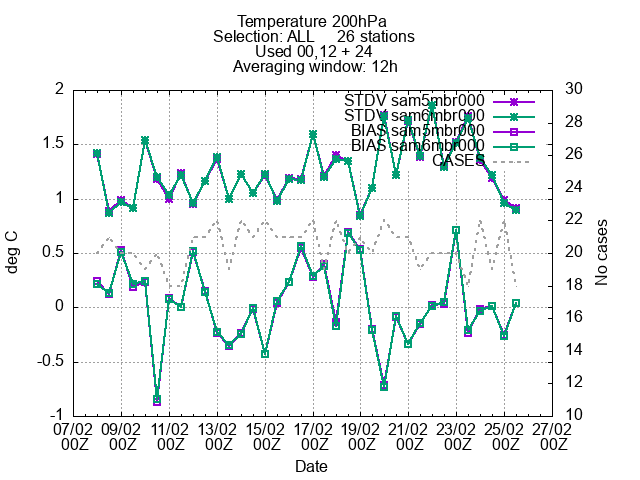 Temperature 200hPa
Selection: ALL 26 stations
Used 00,12 + 24
Averaging window: 12h
STDV sam5mbr000
STDV sam6mbr000
BIAS sam5mbr000
BIAS sam6mbr000
CASES
2
1.5
1
0.5
0
-0.5
-1
deg C
30
28
26
24
22
20
18
16
14
12
10
No cases
07/02 09/02 11/02 13/02 15/02 17/02 19/02 21/02 23/02 25/02 27/02
00Z 00Z 00Z 00Z 00Z 00Z 00Z 00Z 00Z 00Z 00Z
Date